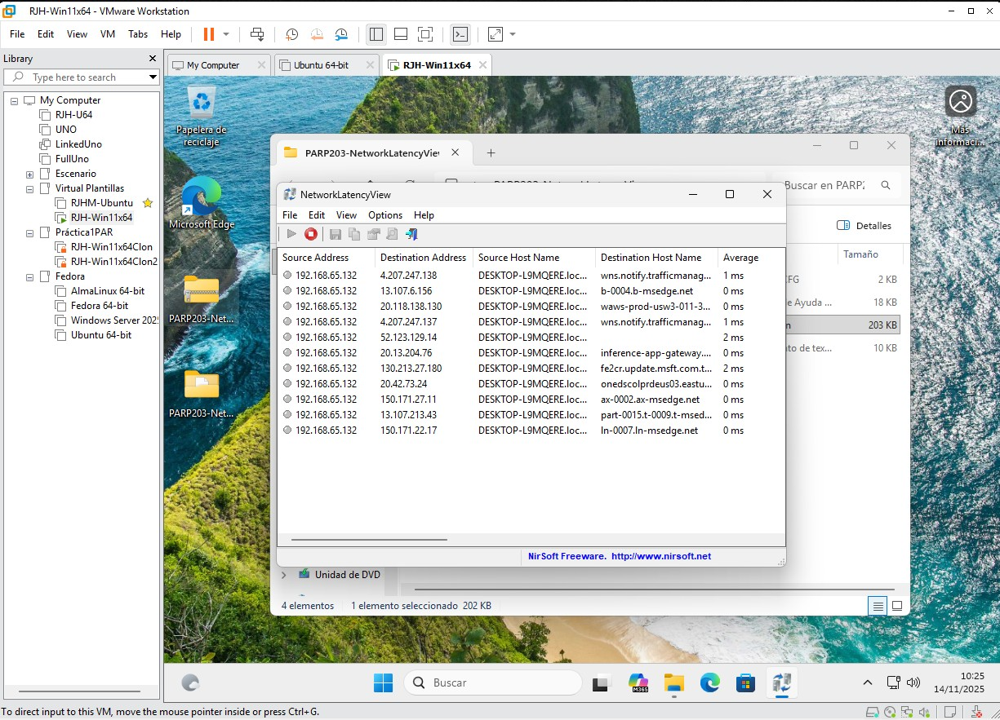 RJH-Win11x64 - VMware Workstation
File Edit View VM Tabs Help
Library
Type here to search
My Computer
RJH-U64
UNO
LinkedUno
FullUno
Escenario
Virtual Plantillas
RJHM-Ubuntu
RJH-Win11x64
Práctica1PAR
RJH-Win11x64Clon
RJH-Win11x64Clon2
Fedora
AlmaLinux 64-bit
Fedora 64-bit
Windows Server 202
Ubuntu 64-bit
My Computer Ubuntu 64-bit RJH-Win11x64
Papelera de
reciclaje
Microsoft Edge
PARP203-Net...
PARP203-Net...
Más
informaci...
PARP203-NetworkLatencyVie
Buscar en PARP2
Detalles
Tamaño
CFG 2 KB
e Ayuda ... 18 KB
n 203 KB
nto de tex... 10 KB
NetworkLatencyView
File Edit View Options Help
Source Address Destination Address Source Host Name Destination Host Name Average
192.168.65.132 4.207.247.138 DESKTOP-L9MQERE.loc... wns.notify.trafficmanag... 1 ms
192.168.65.132 13.107.6.156 DESKTOP-L9MQERE.loc... b-0004.b-msedge.net 0 ms
192.168.65.132 20.118.138.130 DESKTOP-L9MQERE.loc... waws-prod-usw3-011-3... 0 ms
192.168.65.132 4.207.247.137 DESKTOP-L9MQERE.loc... wns.notify.trafficmanag... 1 ms
192.168.65.132 52.123.129.14 DESKTOP-L9MQERE.loc... 2 ms
192.168.65.132 20.13.204.76 DESKTOP-L9MQERE.loc... inference-app-gateway.... 0 ms
192.168.65.132 130.213.27.180 DESKTOP-L9MQERE.loc... fe2cr.update.msft.com.t... 2 ms
192.168.65.132 20.42.73.24 DESKTOP-L9MQERE.loc... onedscolprdeus03.eastu... 0 ms
192.168.65.132 150.171.27.11 DESKTOP-L9MQERE.loc... ax-0002.ax-msedge.net 0 ms
192.168.65.132 13.107.213.43 DESKTOP-L9MQERE.loc... part-0015.t-0009.t-msed... 0 ms
192.168.65.132 150.171.22.17 DESKTOP-L9MQERE.loc... ln-0007.ln-msedge.net 0 ms
NirSoft Freeware. http://www.nirsoft.net
Unidad de DVD
4 elementos 1 elemento seleccionado 202 KB
Buscar
M365
10:25
14/11/2025
To direct input to this VM, move the mouse pointer inside or press Ctrl+G.